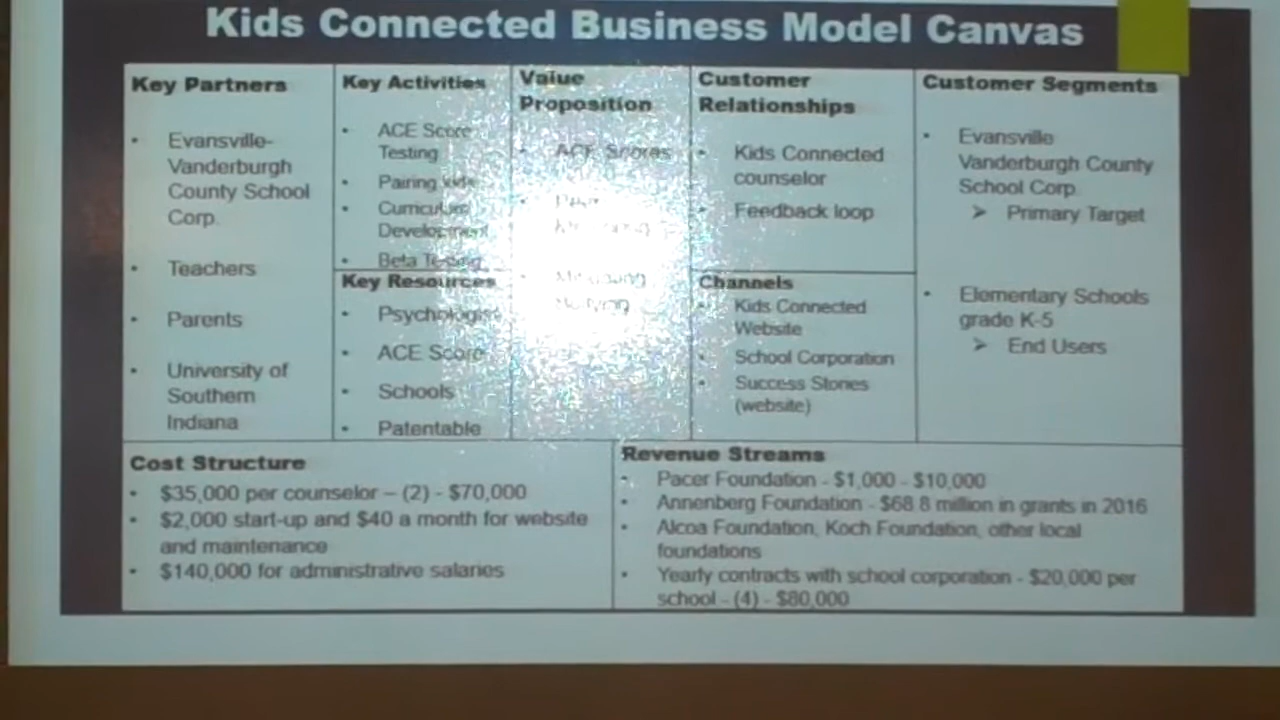 Kids Connected Business Model Canvas
Key Partners
Evansville-
Vanderburgh
County School
Corp.
Teachers
Parents
University of
Southern
Indiana
Key Activities
ACE Score
Testing
Pairing kids
Curriculum
Development
Beta Testing
Key Resources
Psychologist
ACE Score
Schools
Patentable
Value
Proposition
ACE Scores
Customer
Relationships
Kids Connected
counselor
Feedback loop
Channels
Kids Connected
Website
School Corporation
Success Stories
(website)
Customer Segments
Evansville
Vanderburgh County
School Corp.
Primary Target
Elementary Schools
grade K-5
End Users
Cost Structure
$35,000 per counselor – (2) - $70,000
$2,000 start-up and $40 a month for website
and maintenance
$140,000 for administrative salaries
Revenue Streams
Pacer Foundation - $1,000 - $10,000
Annenberg Foundation - $68.8 million in grants in 2016
Alcoa Foundation, Koch Foundation, other local
foundations
Yearly contracts with school corporation - $20,000 per
school - (4) - $80,000